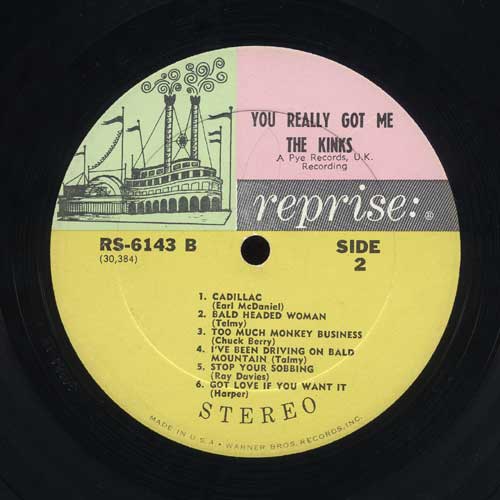 YOU REALLY GOT ME
THE KINKS
A Pye Records, U.K.
Recording
reprise: ®
RS-6143 B
(30,384)
SIDE
2
1. CADILLAC
(Earl McDaniel)
2. BALD HEADED WOMAN
(Telmy)
3. TOO MUCH MONKEY BUSINESS
(Chuck Berry)
4. I'VE BEEN DRIVING ON BALD
MOUNTAIN (Talmy)
5. STOP YOUR SOBBING
(Ray Davies)
6. GOT LOVE IF YOU WANT IT
(Harper)
STEREO
MADE IN U.S.A. • WARNER BROS. RECORDS, INC.